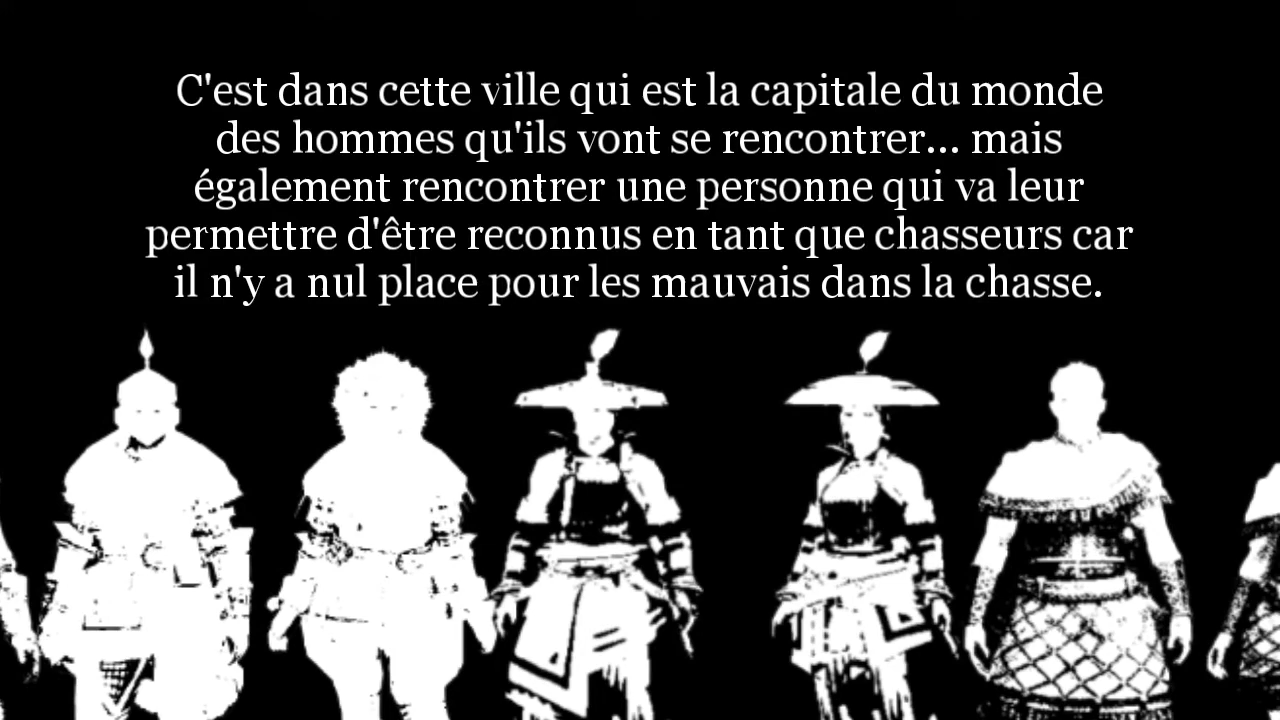 C'est dans cette ville qui est la capitale du monde
des hommes qu'ils vont se rencontrer... mais
également rencontrer une personne qui va leur
permettre d'être reconnus en tant que chasseurs car
il n'y a nul place pour les mauvais dans la chasse.